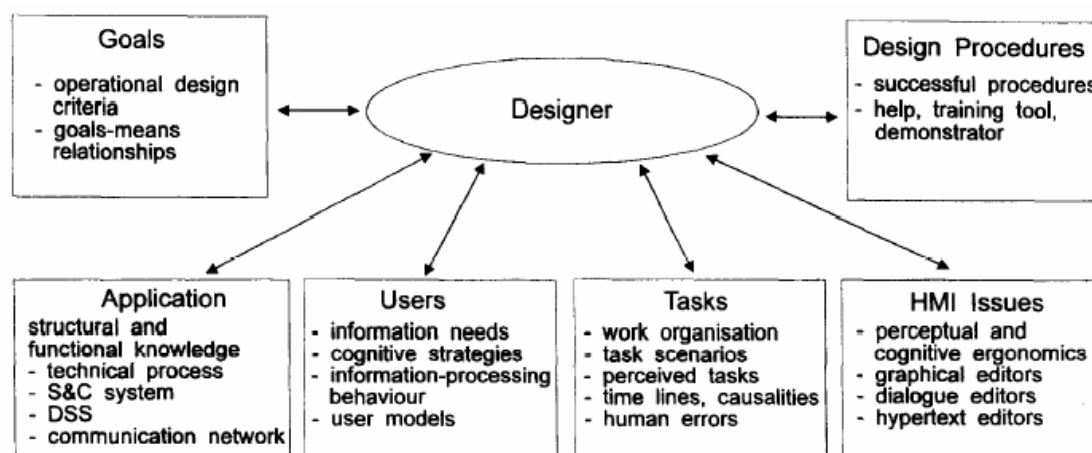 Goals
- operational design
criteria
- goals-means
relationships
Designer
Design Procedures
- successful procedures
- help, training tool,
demonstrator
Application
structural and
functional knowledge
- technical process
- S&C system
- DSS
- communication network
Users
- information needs
- cognitive strategies
- information-processing
behaviour
- user models
Tasks
- work organisation
- task scenarios
- perceived tasks
- time lines, causalities
- human errors
HMI Issues
- perceptual and
cognitive ergonomics
- graphical editors
- dialogue editors
- hypertext editors